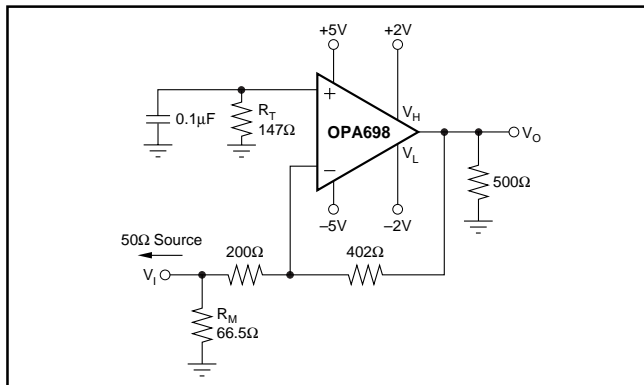 +5V
+2V
+
0.1µF
R_T
147Ω
V_H
OPA698
V_O
V_L
−
500Ω
−5V
−2V
50Ω Source
200Ω
402Ω
V_I
R_M
66.5Ω